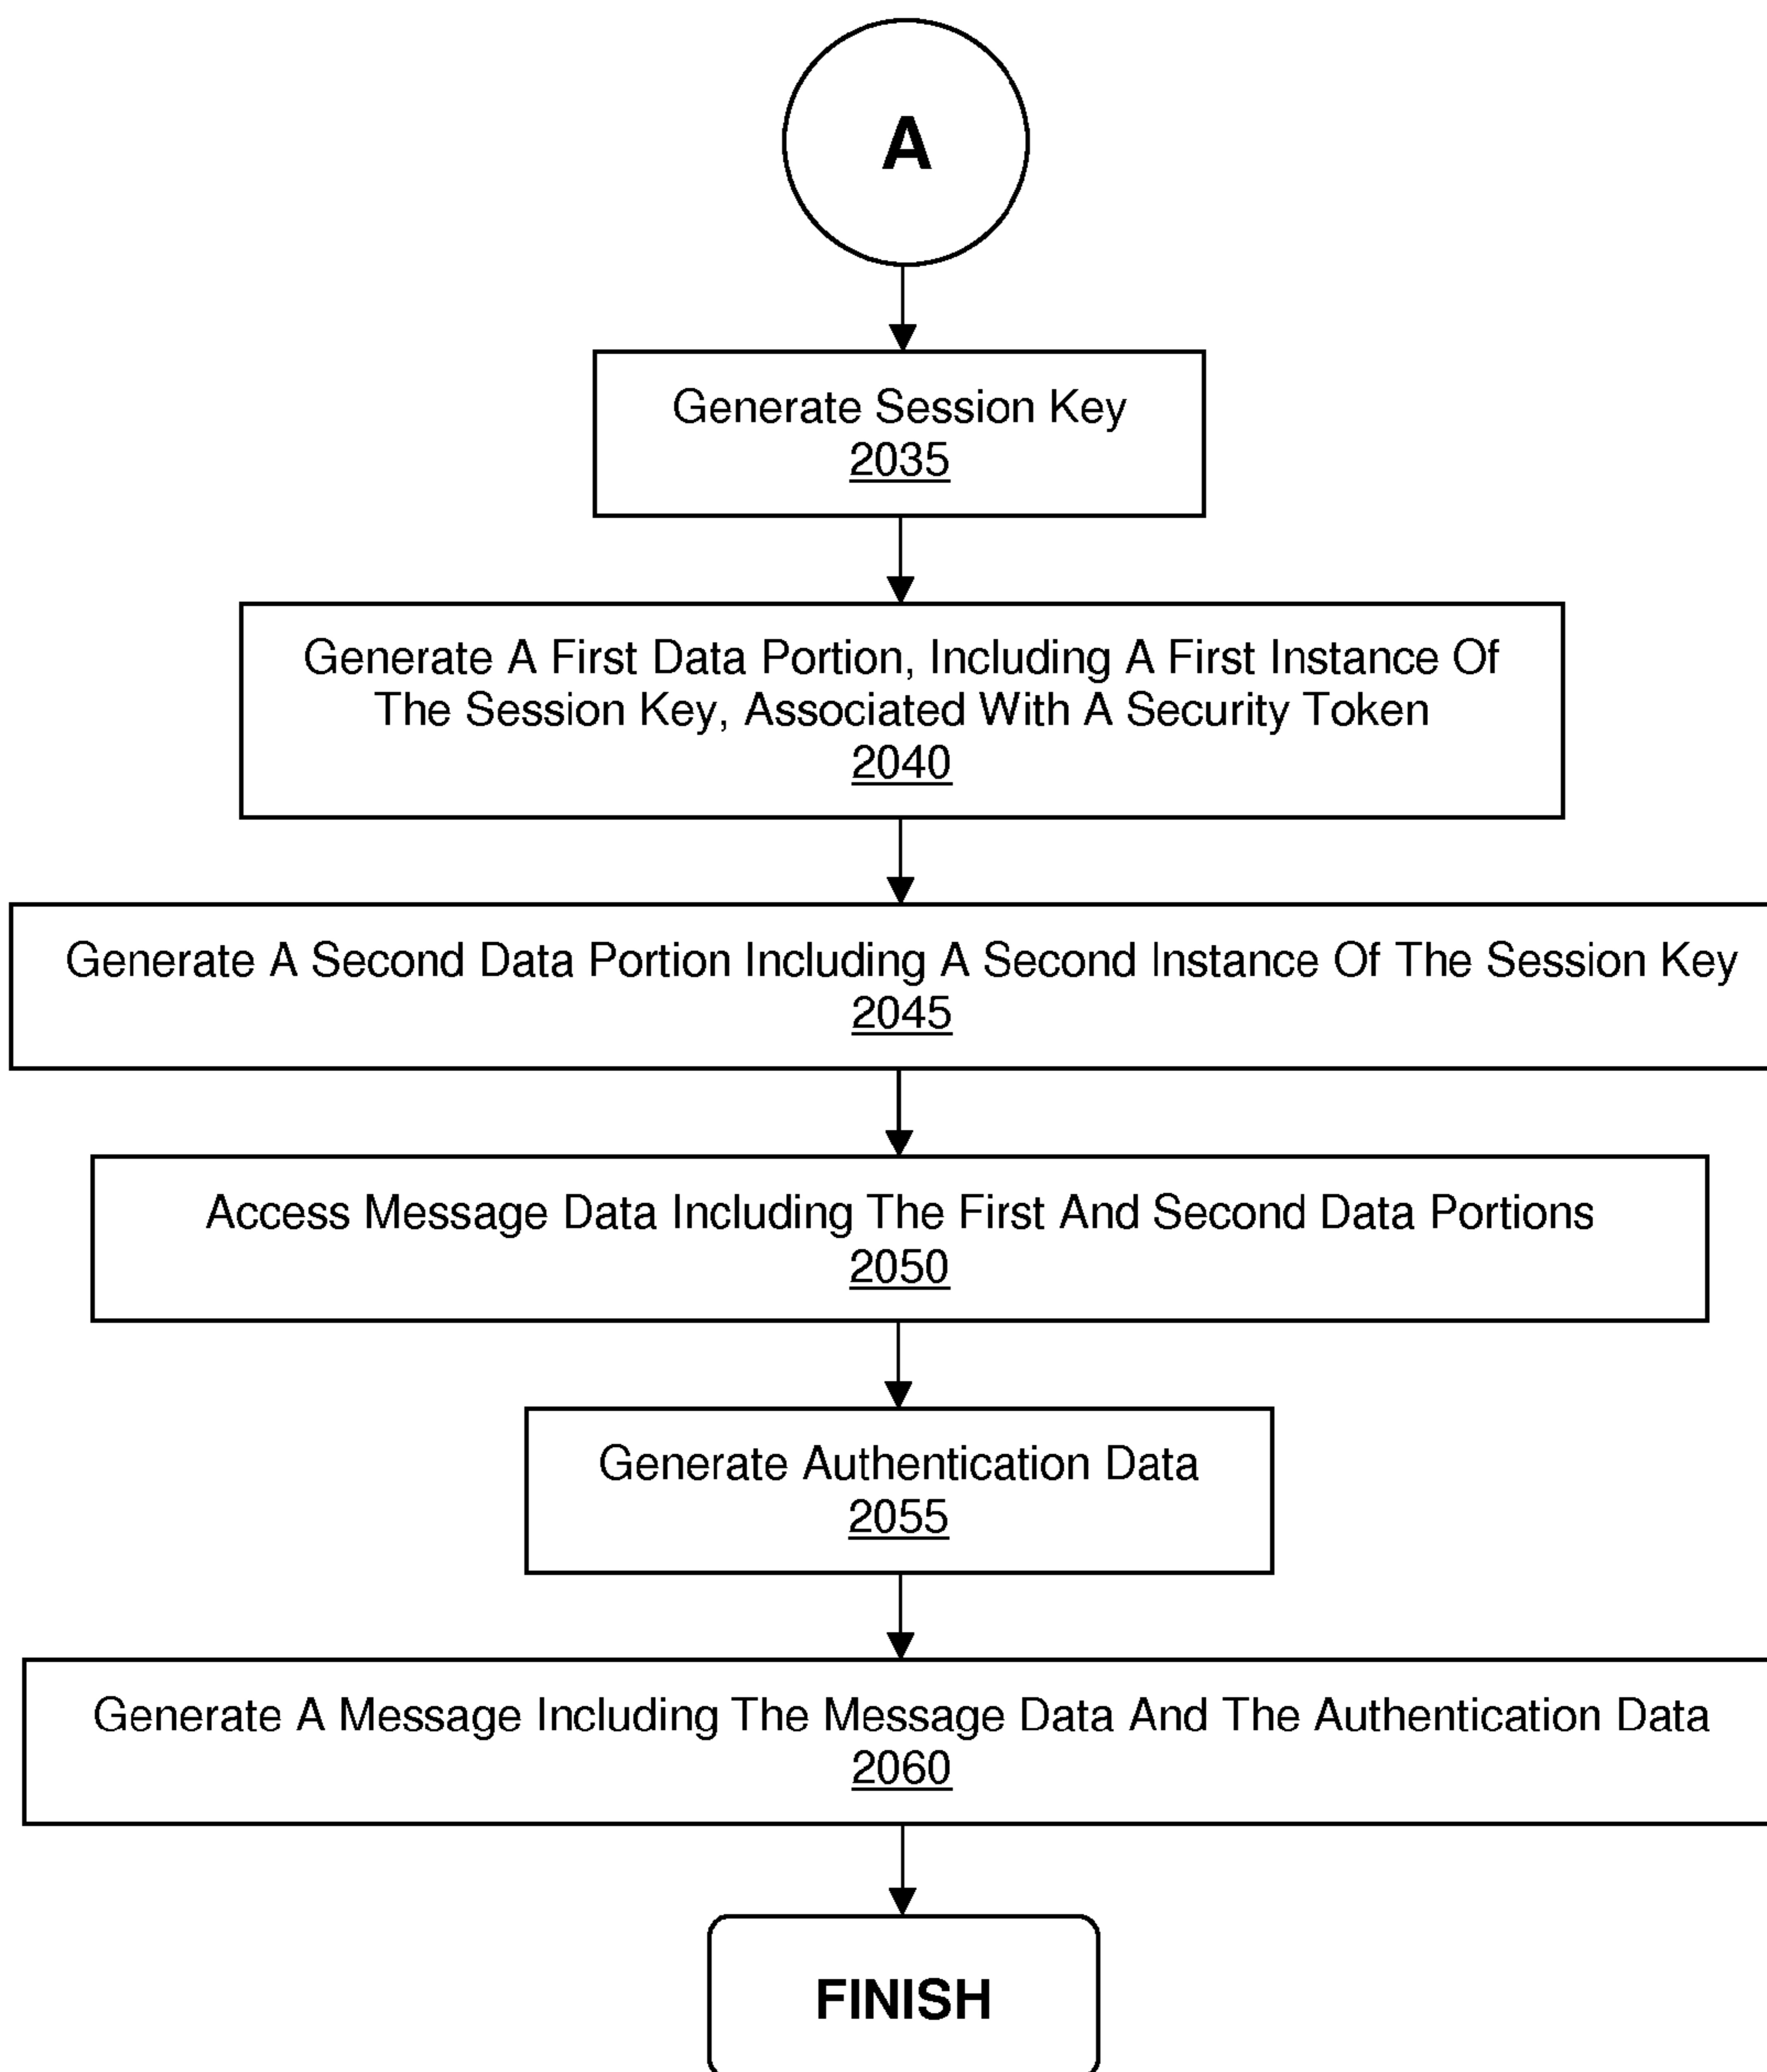 A
Generate Session Key
2035
Generate A First Data Portion, Including A First Instance Of
The Session Key, Associated With A Security Token
2040
Generate A Second Data Portion Including A Second Instance Of The Session Key
2045
Access Message Data Including The First And Second Data Portions
2050
Generate Authentication Data
2055
Generate A Message Including The Message Data And The Authentication Data
2060
FINISH